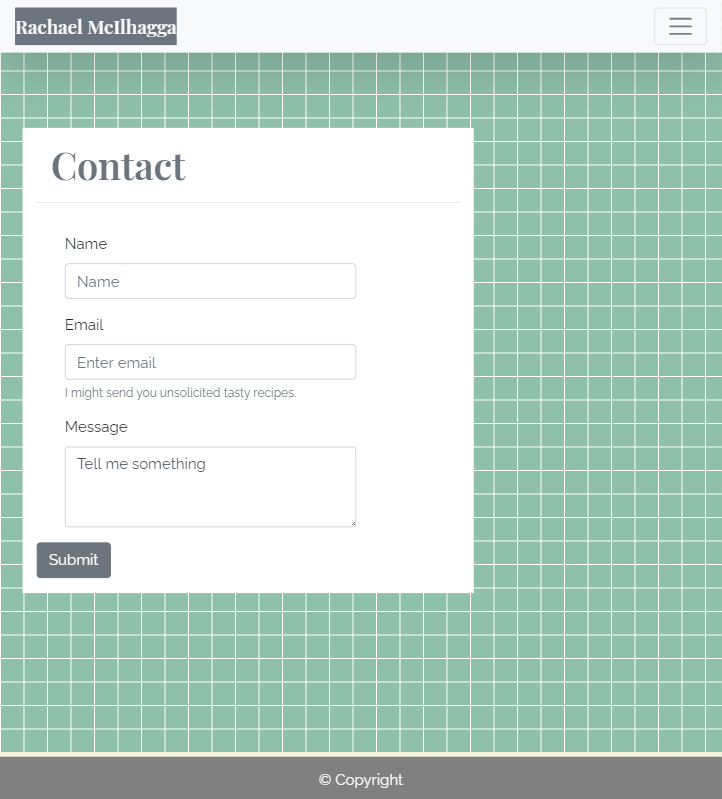 Rachael McIlhagga
Contact
Name
Name
Email
Enter email
I might send you unsolicited tasty recipes.
Message
Tell me something
Submit
© Copyright